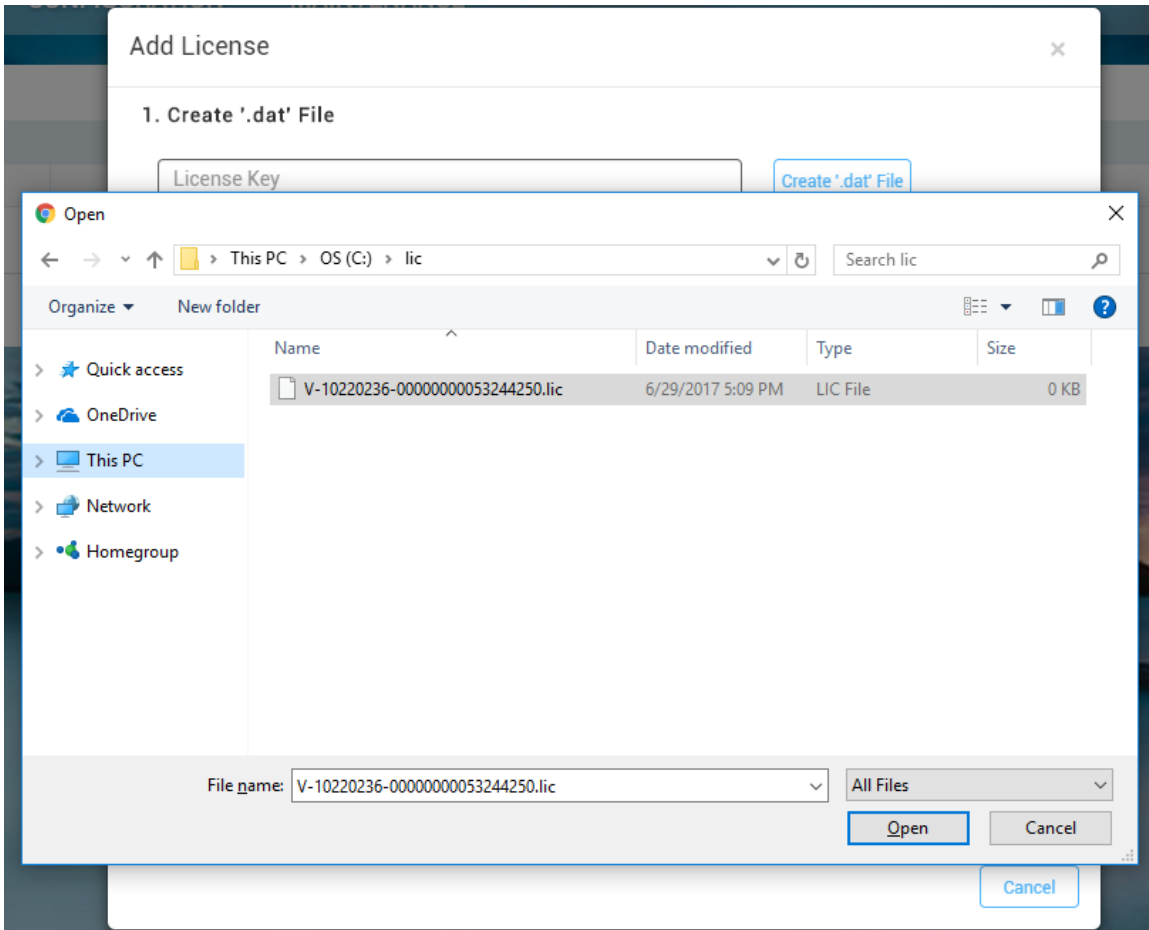 Add License ×
1. Create '.dat' File
License Key
Create '.dat' File
Open
This PC > OS (C:) > lic
Search lic
Organize
New folder
?
Name Date modified Type Size
Quick access
OneDrive
This PC
Network
Homegroup
V-10220236-00000000053244250.lic 6/29/2017 5:09 PM LIC File 0 KB
File name: V-10220236-00000000053244250.lic All Files
Open Cancel
Cancel